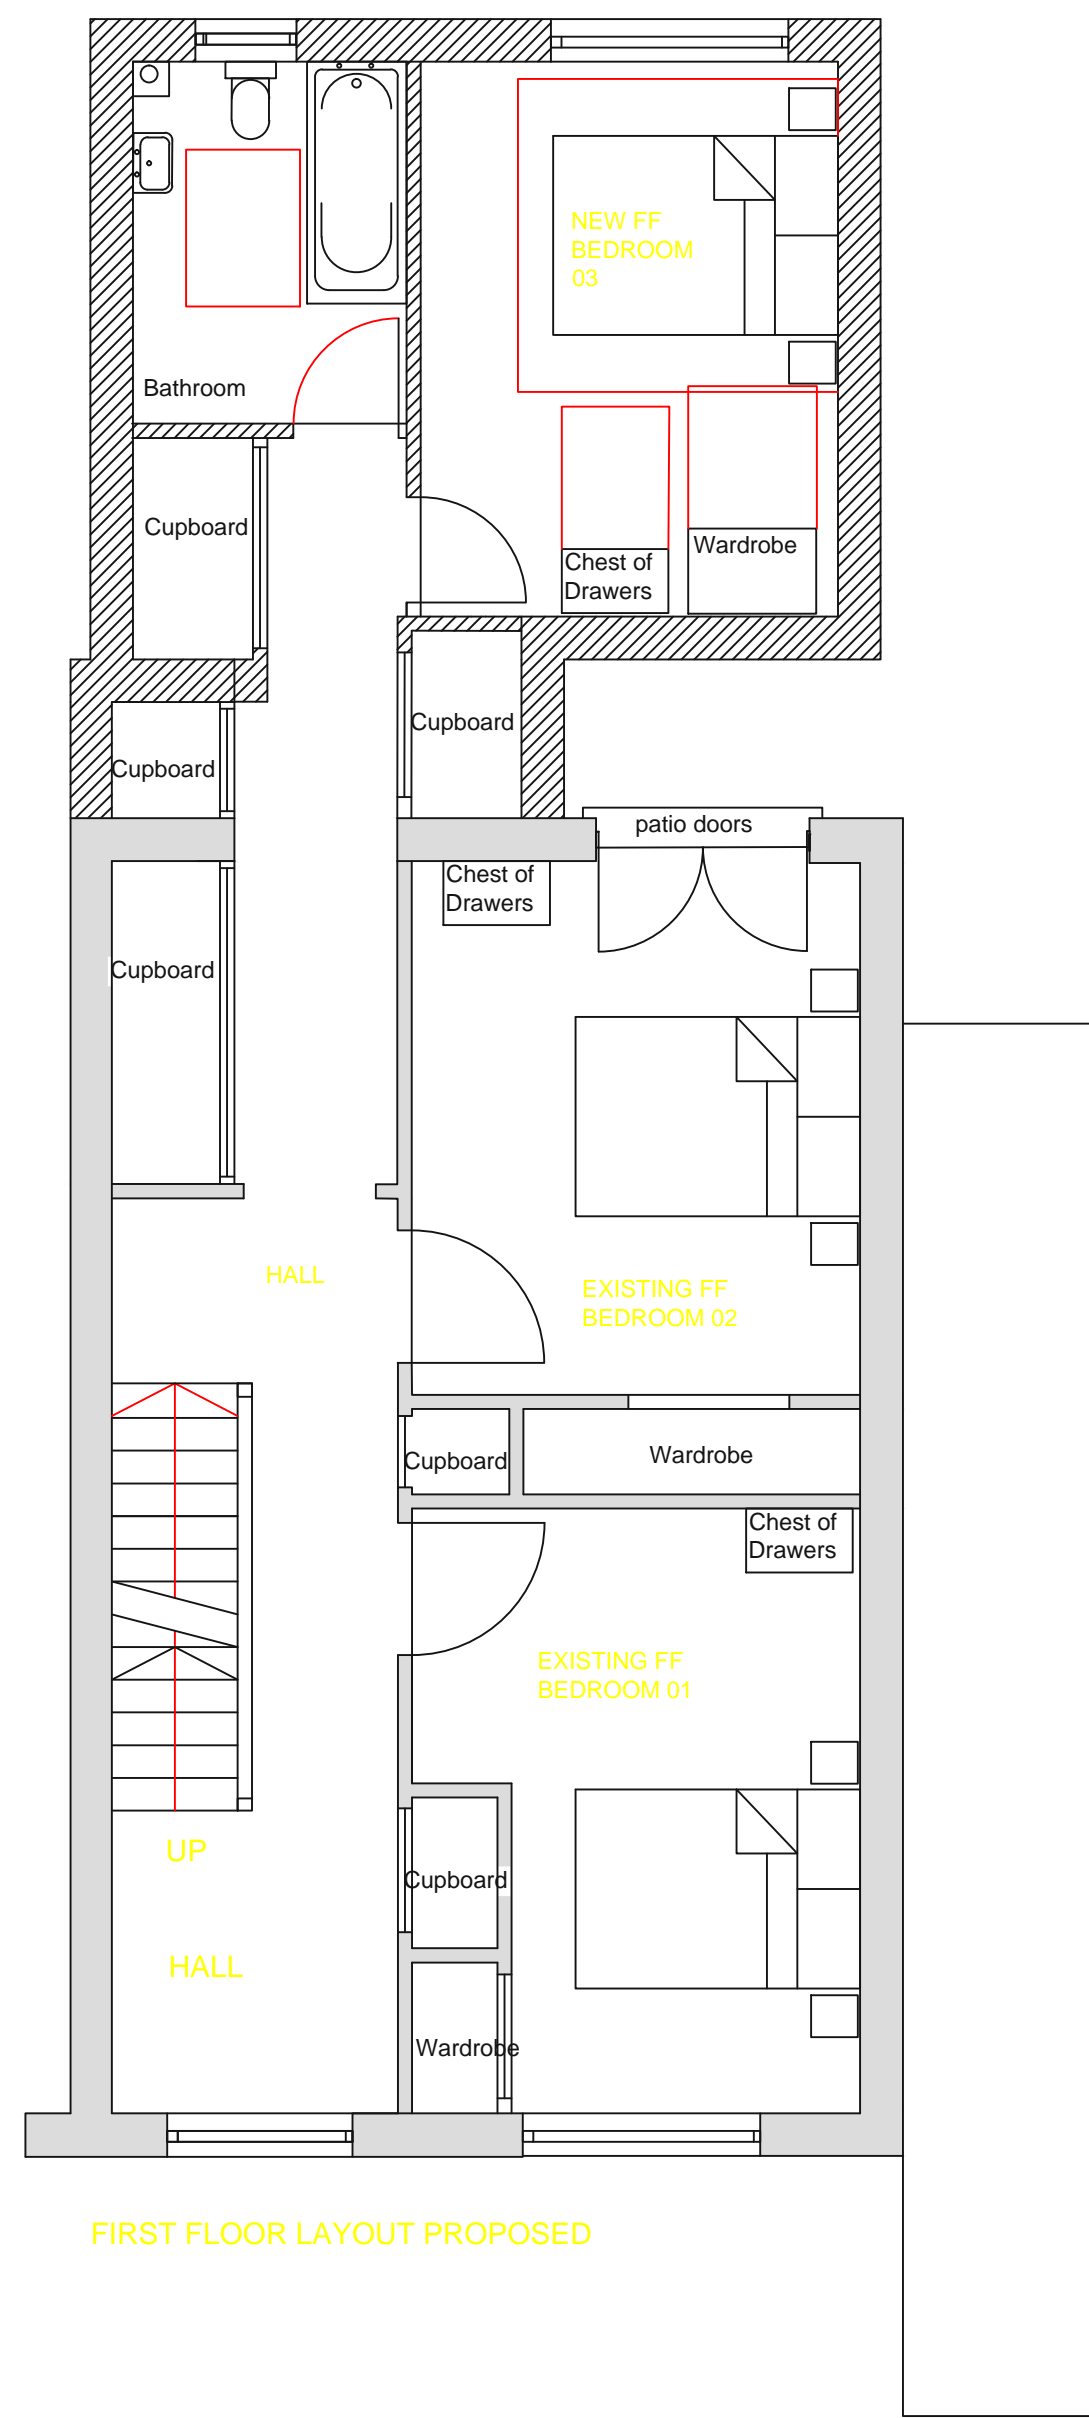 NEW FF
BEDROOM
03
Bathroom
Cupboard
Wardrobe
Chest of
Drawers
Cupboard
Cupboard
patio doors
Chest of
Drawers
Cupboard
HALL
EXISTING FF
BEDROOM 02
Cupboard
Wardrobe
Chest of
Drawers
EXISTING FF
BEDROOM 01
UP
Cupboard
HALL
Wardrobe
FIRST FLOOR LAYOUT PROPOSED